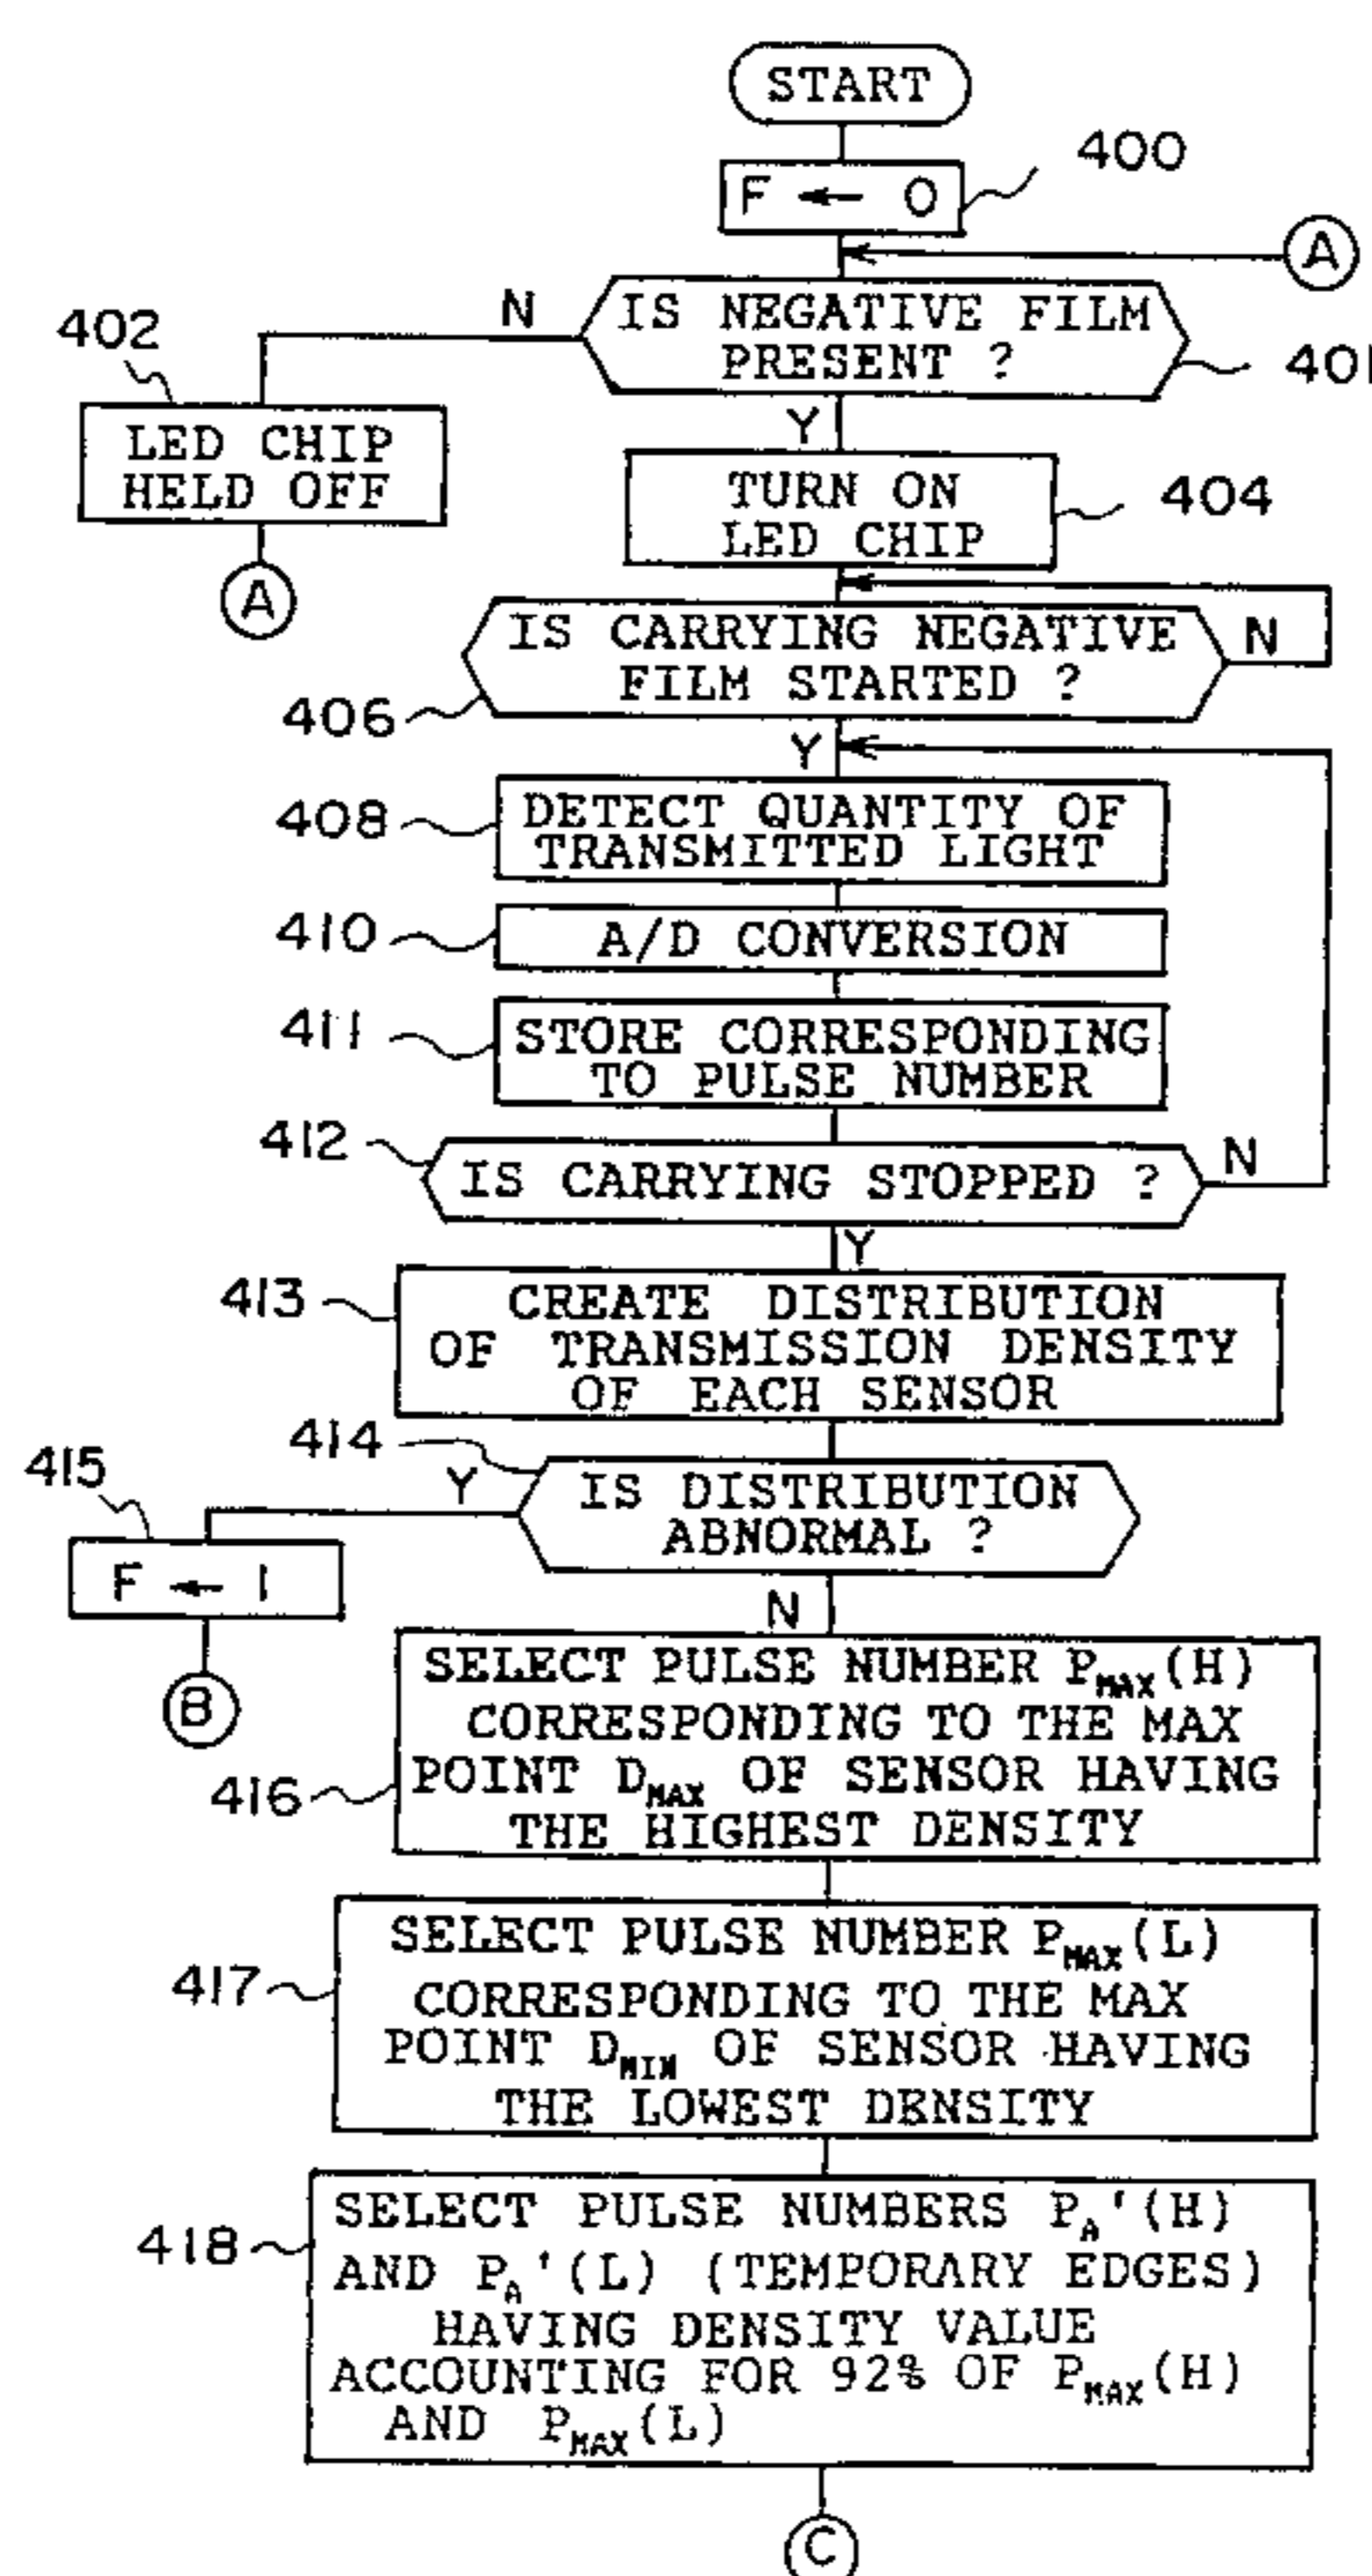 START
400
F ← 0
A
IS NEGATIVE FILM
PRESENT ?
N
401
402
Y
LED CHIP
HELD OFF
TURN ON
LED CHIP
404
A
IS CARRYING NEGATIVE
FILM STARTED ?
N
406
Y
408
DETECT QUANTITY OF
TRANSMITTED LIGHT
410
A/D CONVERSION
411
STORE CORRESPONDING
TO PULSE NUMBER
412
IS CARRYING STOPPED ?
N
Y
413
CREATE DISTRIBUTION
OF TRANSMISSION DENSITY
OF EACH SENSOR
414
415
Y
IS DISTRIBUTION
ABNORMAL ?
F ← 1
N
B
416
SELECT PULSE NUMBER PMAX(H)
CORRESPONDING TO THE MAX
POINT DMAX OF SENSOR HAVING
THE HIGHEST DENSITY
417
SELECT PULSE NUMBER PMAX(L)
CORRESPONDING TO THE MAX
POINT DMIN OF SENSOR HAVING
THE LOWEST DENSITY
418
SELECT PULSE NUMBERS PA'(H)
AND PA'(L) (TEMPORARY EDGES)
HAVING DENSITY VALUE
ACCOUNTING FOR 92% OF PMAX(H)
AND PMAX(L)
C